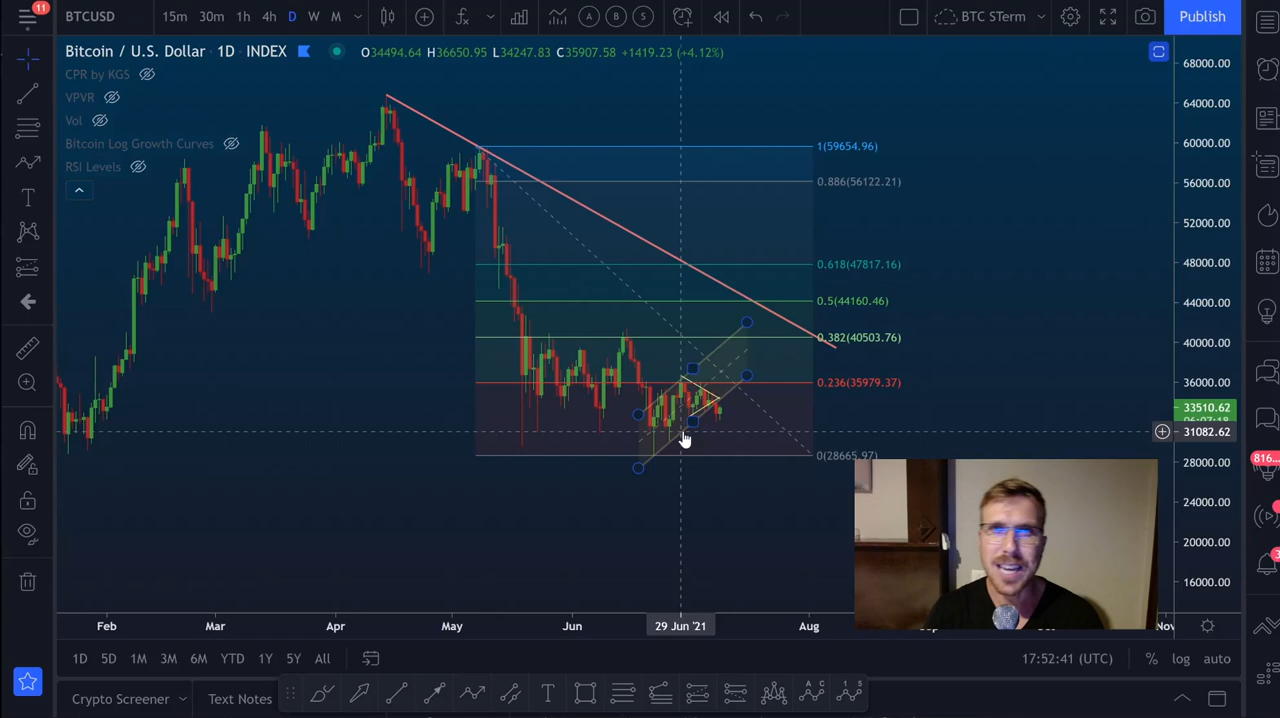 11
BTCUSD 15m 30m 1h 4h D W M A B S BTC STerm Publish
Bitcoin / U.S. Dollar · 1D · INDEX O34494.64 H36650.95 L34247.83 C35907.58 +1419.23 (+4.12%)
CPR by KGS
VPVR
Vol
Bitcoin Log Growth Curves
RSI Levels
1(59654.96)
0.886(56122.21)
0.618(47817.16)
0.5(44160.46)
0.382(40503.76)
0.236(35979.37)
0(28665.97)
68000.00
64000.00
60000.00
56000.00
52000.00
48000.00
44000.00
40000.00
36000.00
33510.62
31082.62
28000.00
24000.00
20000.00
16000.00
816...
Feb Mar Apr May Jun 29 Jun '21 Aug
1D 5D 1M 3M 6M YTD 1Y 5Y All 17:52:41 (UTC) % log auto
Crypto Screener Text Notes